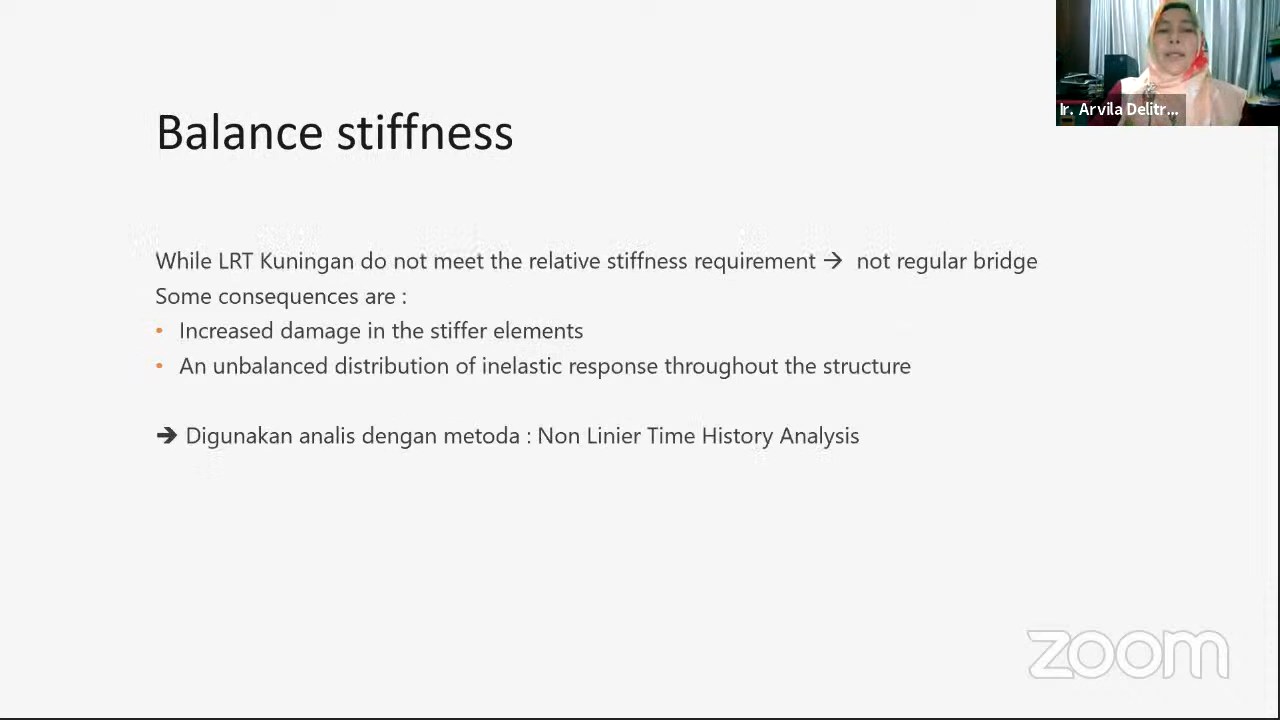 Ir. Arvila Delitr...
Balance stiffness
While LRT Kuningan do not meet the relative stiffness requirement → not regular bridge
Some consequences are :
• Increased damage in the stiffer elements
• An unbalanced distribution of inelastic response throughout the structure
➔ Digunakan analis dengan metoda : Non Linier Time History Analysis
zoom